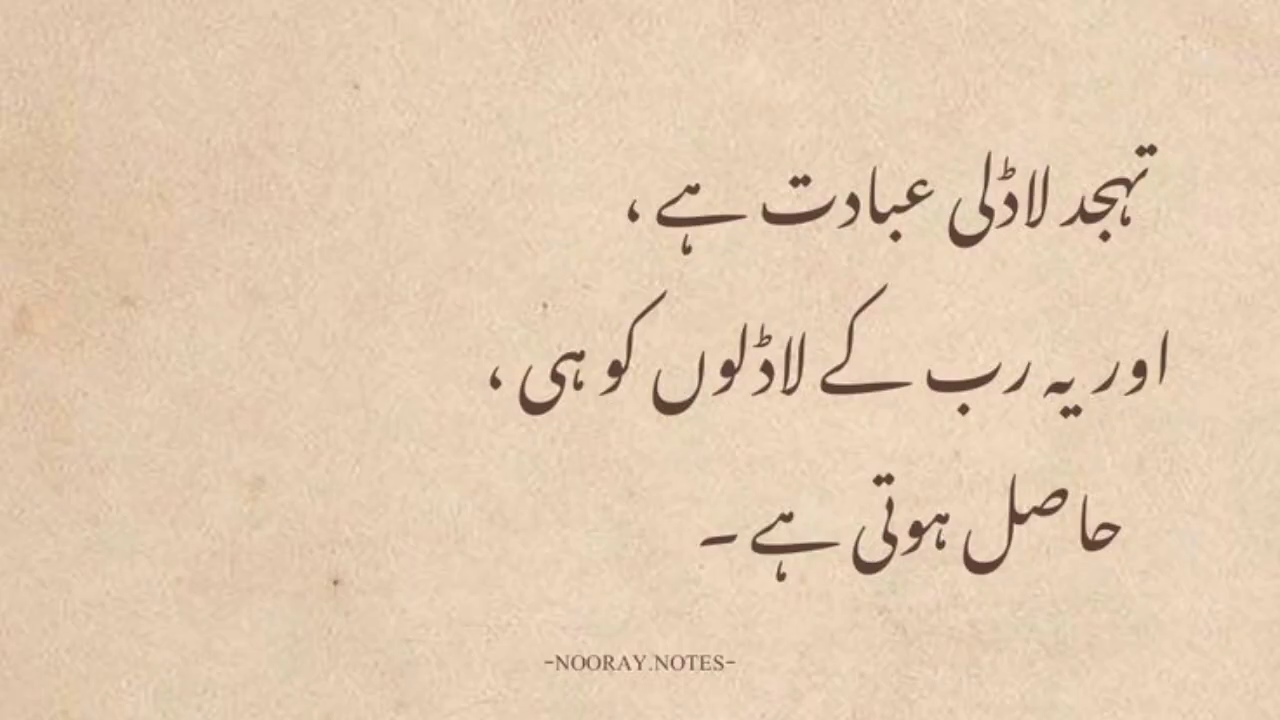 تہجد لاڈلی عبادت ہے ،
اور یہ رب کے لاڈلوں کو ہی ،
حاصل ہوتی ہے ۔
-NOORAY.NOTES-